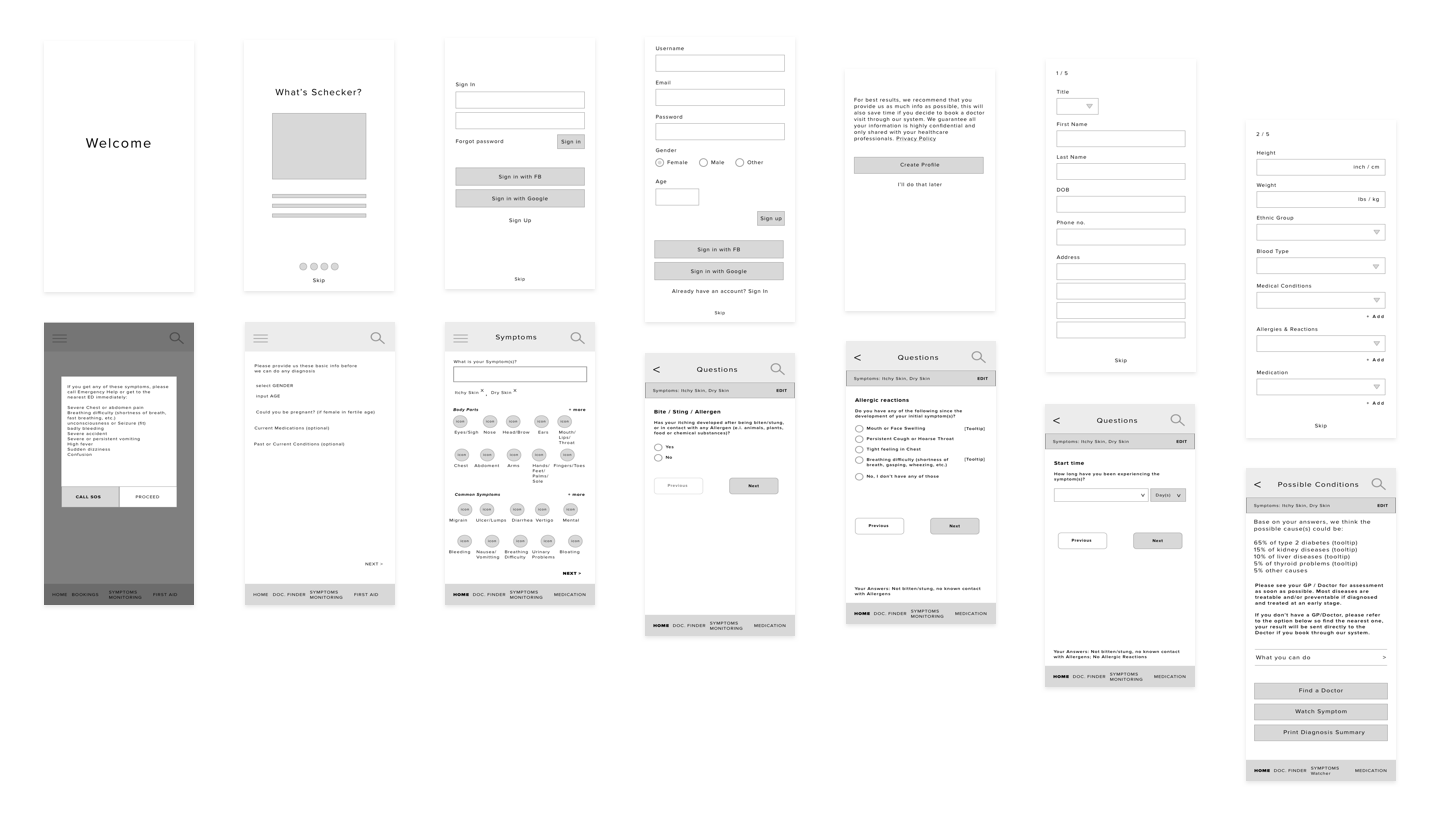 Welcome
What's Schecker?
Skip
Sign In
Forgot password
Sign in
Sign in with FB
Sign in with Google
Sign Up
Skip
Username
Email
Password
Gender
Female Male Other
Age
Sign up
Sign in with FB
Sign in with Google
Already have an account? Sign In
Skip
For best results, we recommend that you
provide us as much info as possible, this will
also save time if you decide to book a doctor
visit through our system. We guarantee all
your information is highly confidential and
only shared with your healthcare
professionals. Privacy Policy
Create Profile
I'll do that later
1 / 5
Title
First Name
Last Name
DOB
Phone no.
Address
Skip
2 / 5
Height
inch / cm
Weight
lbs / kg
Ethnic Group
Blood Type
Medical Conditions
+ Add
Allergies & Reactions
+ Add
Medication
+ Add
Skip
If you get any of these symptoms, please
call Emergency Help or get to the
nearest ED immediately:
Severe Chest or abdomen pain
Breathing difficulty (shortness of breath,
fast breathing, etc.)
unconsciousness or Seizure (fit)
badly bleeding
Severe accident
Severe or persistent vomiting
High fever
Sudden dizziness
Confusion
CALL SOS PROCEED
HOME BOOKINGS SYMPTOMS MONITORING FIRST AID
Please provide us these basic info before
we can do any diagnosis
select GENDER
input AGE
Could you be pregnant? (if female in fertile age)
Current Medications (optional)
Past or Current Conditions (optional)
NEXT >
HOME DOC. FINDER SYMPTOMS MONITORING FIRST AID
Symptoms
What is your Symptom(s)?
Itchy Skin x , Dry Skin x
Body Parts + more
icon icon icon icon icon
Eyes/Sigh Nose Head/Brow Ears Mouth/ Lips/ Throat
icon icon icon icon icon
Chest Abdoment Arms Hands/ Feet/ Palms/ Sole Fingers/Toes
Common Symptoms + more
icon icon icon icon icon
Migrain Ulcer/Lumps Diarrhea Vertigo Mental
icon icon icon icon icon
Bleeding Nausea/ Vomitting Breathing Difficulty Urinary Problems Bloating
NEXT >
HOME DOC. FINDER SYMPTOMS MONITORING MEDICATION
< Questions
Symptoms: Itchy Skin, Dry Skin EDIT
Bite / Sting / Allergen
Has your itching developed after being bitten/stung,
or in contact with any Allergen (e.i. animals, plants,
food or chemical substances)?
Yes
No
Previous Next
HOME DOC. FINDER SYMPTOMS MONITORING MEDICATION
< Questions
Symptoms: Itchy Skin, Dry Skin EDIT
Allergic reactions
Do you have any of the following since the
development of your initial symptom(s)?
Mouth or Face Swelling [Tooltip]
Persistent Cough or Hoarse Throat
Tight feeling in Chest
Breathing difficulty (shortness of [Tooltip]
breath, gasping, wheezing, etc.)
No, I don't have any of those
Previous Next
Your Answers: Not bitten/stung, no known contact
with Allergens
HOME DOC. FINDER SYMPTOMS MONITORING MEDICATION
< Questions
Symptoms: Itchy Skin, Dry Skin EDIT
Start time
How long have you been experiencing the
symptom(s)?
Day(s)
Previous Next
Your Answers: Not bitten/stung, no known contact
with Allergens; No Allergic Reactions
HOME DOC. FINDER SYMPTOMS MONITORING MEDICATION
< Possible Conditions
Symptoms: Itchy Skin, Dry Skin EDIT
Base on your answers, we think the
possible cause(s) could be:
65% of type 2 diabetes (tooltip)
15% of kidney diseases (tooltip)
10% of liver diseases (tooltip)
5% of thyroid problems (tooltip)
5% other causes
Please see your GP / Doctor for assessment
as soon as possible. Most diseases are
treatable and/or preventable if diagnosed
and treated at an early stage.
If you don't have a GP/Doctor, please refer
to the option below so find the nearest one,
your result will be sent directly to the
Doctor if you book through our system.
What you can do >
Find a Doctor
Watch Symptom
Print Diagnosis Summary
HOME DOC. FINDER SYMPTOMS Watcher MEDICATION